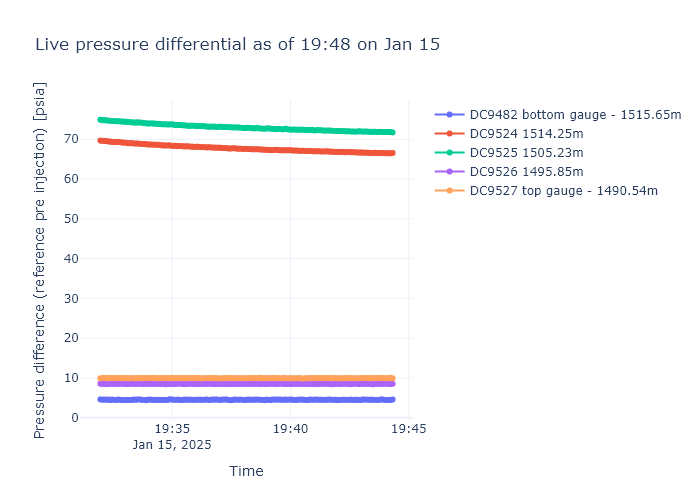 Live pressure differential as of 19:48 on Jan 15
Pressure difference (reference pre injection) [psia]
70
60
50
40
30
20
10
0
19:35
19:40
19:45
Jan 15, 2025
Time
DC9482 bottom gauge - 1515.65m
DC9524 1514.25m
DC9525 1505.23m
DC9526 1495.85m
DC9527 top gauge - 1490.54m